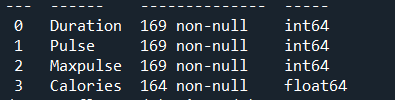 ---  ------    --------------  -----
0   Duration  169 non-null    int64
1   Pulse     169 non-null    int64
2   Maxpulse  169 non-null    int64
3   Calories  164 non-null    float64